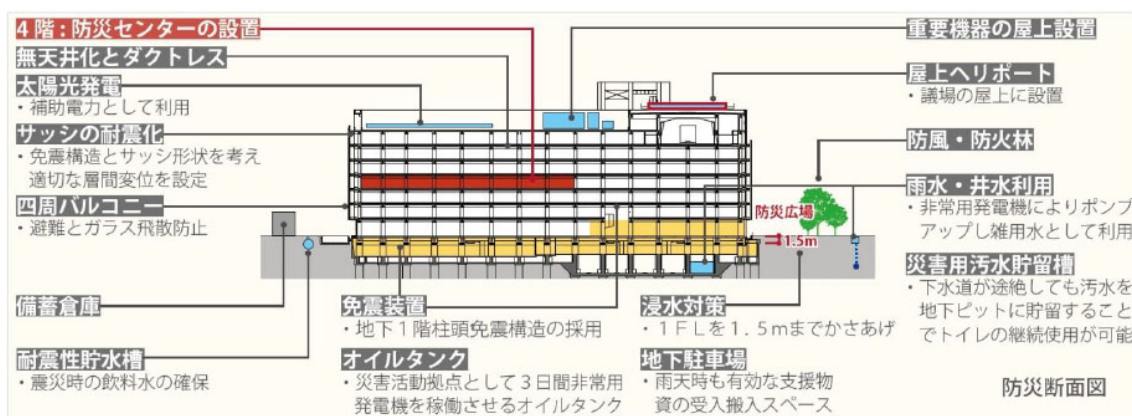 4階:防災センターの設置
無天井化とダクトレス
太陽光発電
・補助電力として利用
サッシの耐震化
・免震構造とサッシ形状を考え
適切な層間変位を設定
四周バルコニー
・避難とガラス飛散防止
備蓄倉庫
耐震性貯水槽
・震災時の飲料水の確保
免震装置
・地下1階柱頭免震構造の採用
オイルタンク
・災害活動拠点として3日間非常用
発電機を稼働させるオイルタンク
浸水対策
・1FLを1.5mまでかさあげ
地下駐車場
・雨天時も有効な支援物
資の受入搬入スペース
防災広場
1.5m
重要機器の屋上設置
屋上ヘリポート
・議場の屋上に設置
防風・防火林
雨水・井水利用
・非常用発電機によりポンプ
アップし雑用水として利用
災害用汚水貯留槽
・下水道が途絶しても汚水を
地下ピットに貯留すること
でトイレの継続使用が可能
防災断面図